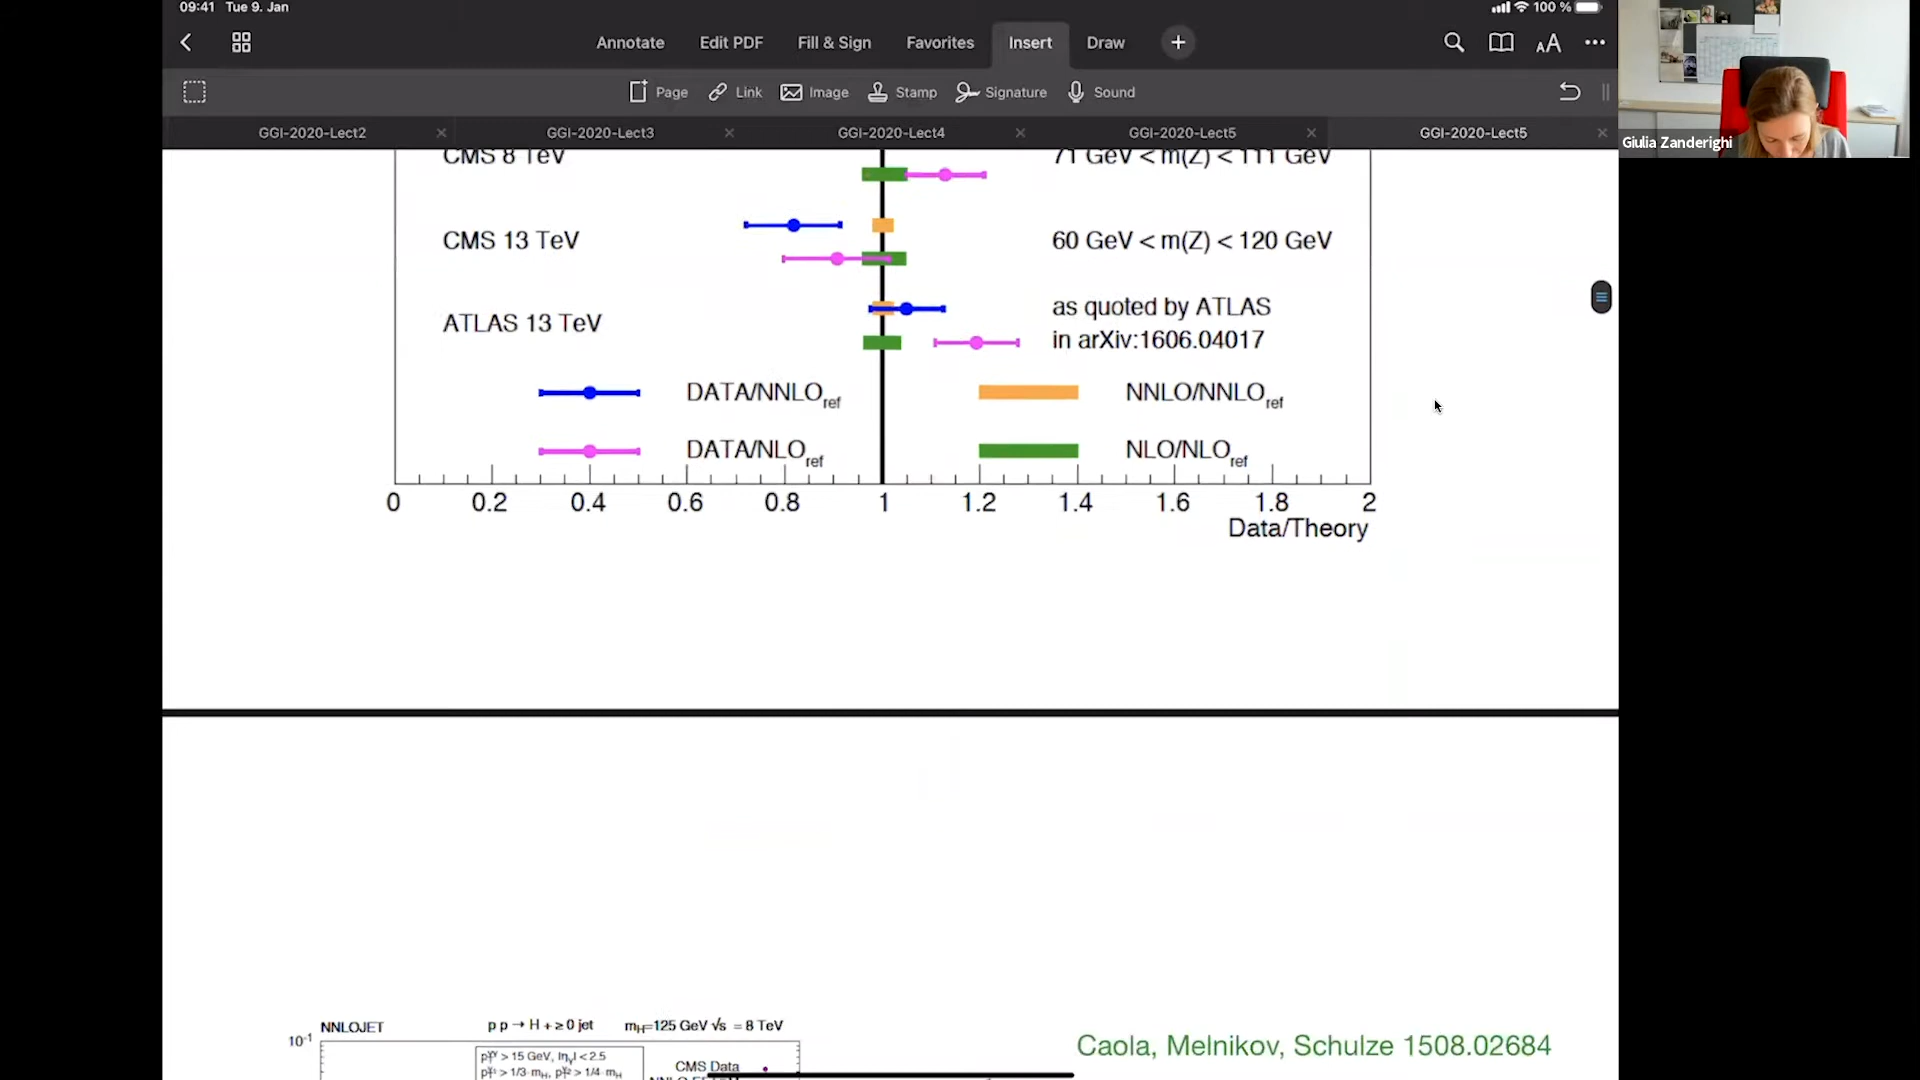 09:41 Tue 9. Jan 100 %
Annotate Edit PDF Fill & Sign Favorites Insert Draw
AA
Page Link Image Stamp Signature Sound
GGI-2020-Lect2 GGI-2020-Lect3 GGI-2020-Lect4 GGI-2020-Lect5 GGI-2020-Lect5
Giulia Zanderighi
CMS 8 TeV 71 GeV < m(Z) < 111 GeV
CMS 13 TeV 60 GeV < m(Z) < 120 GeV
ATLAS 13 TeV as quoted by ATLAS
in arXiv:1606.04017
DATA/NNLOref NNLO/NNLOref
DATA/NLOref NLO/NLOref
0 0.2 0.4 0.6 0.8 1 1.2 1.4 1.6 1.8 2
Data/Theory
NNLOJET p p → H + ≥ 0 jet mH=125 GeV √s = 8 TeV
10-1
Caola, Melnikov, Schulze 1508.02684
CMS Data